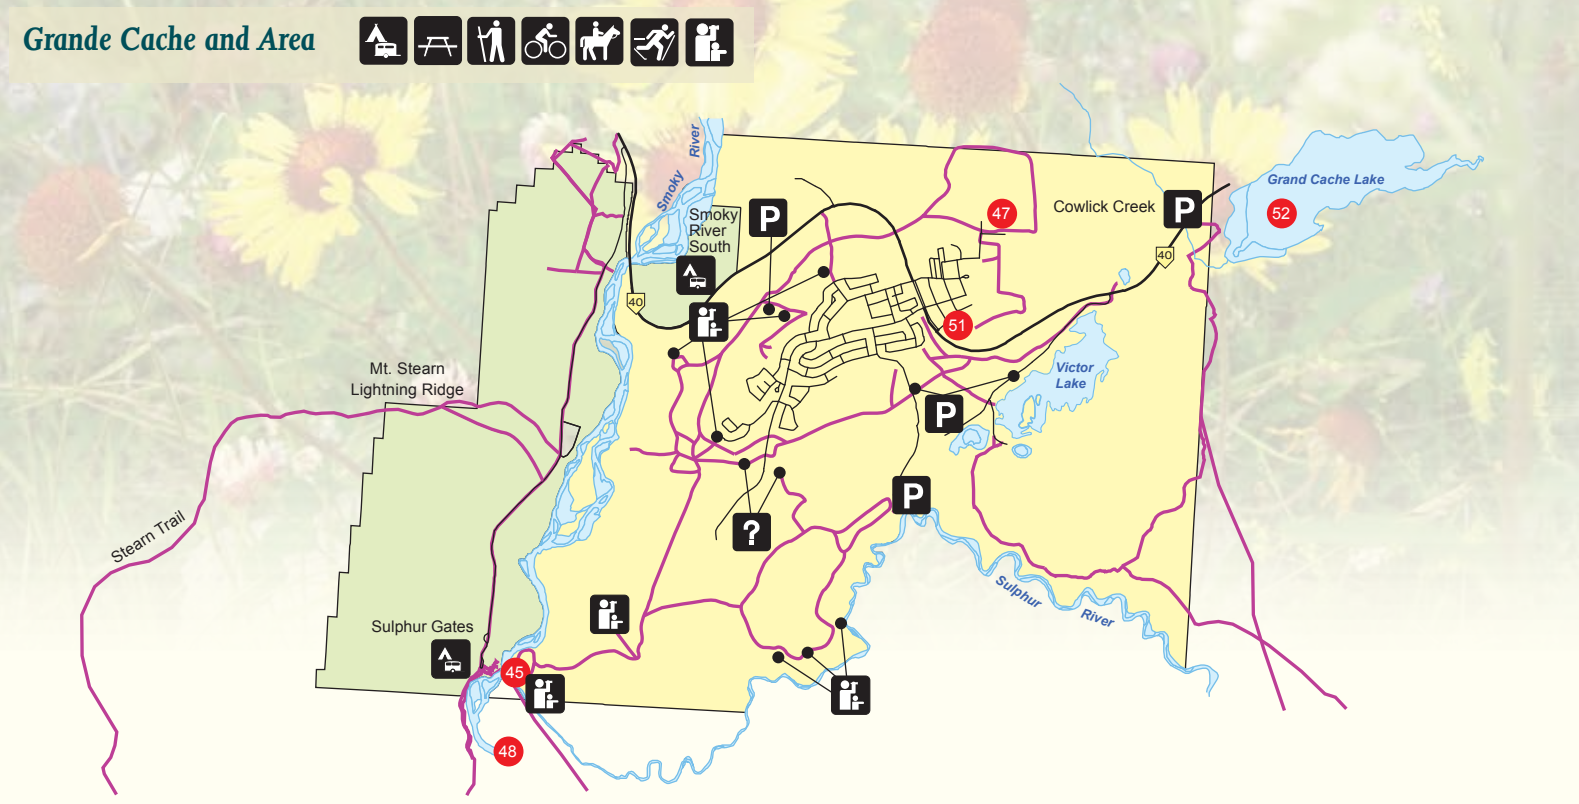 Grande Cache and Area
Smoky
River
Smoky
River
South
P
47
Cowlick Creek
P
Grand Cache Lake
52
40
40
51
Mt. Stearn
Lightning Ridge
Victor
Lake
P
P
Stearn Trail
?
Sulphur
River
Sulphur Gates
45
48